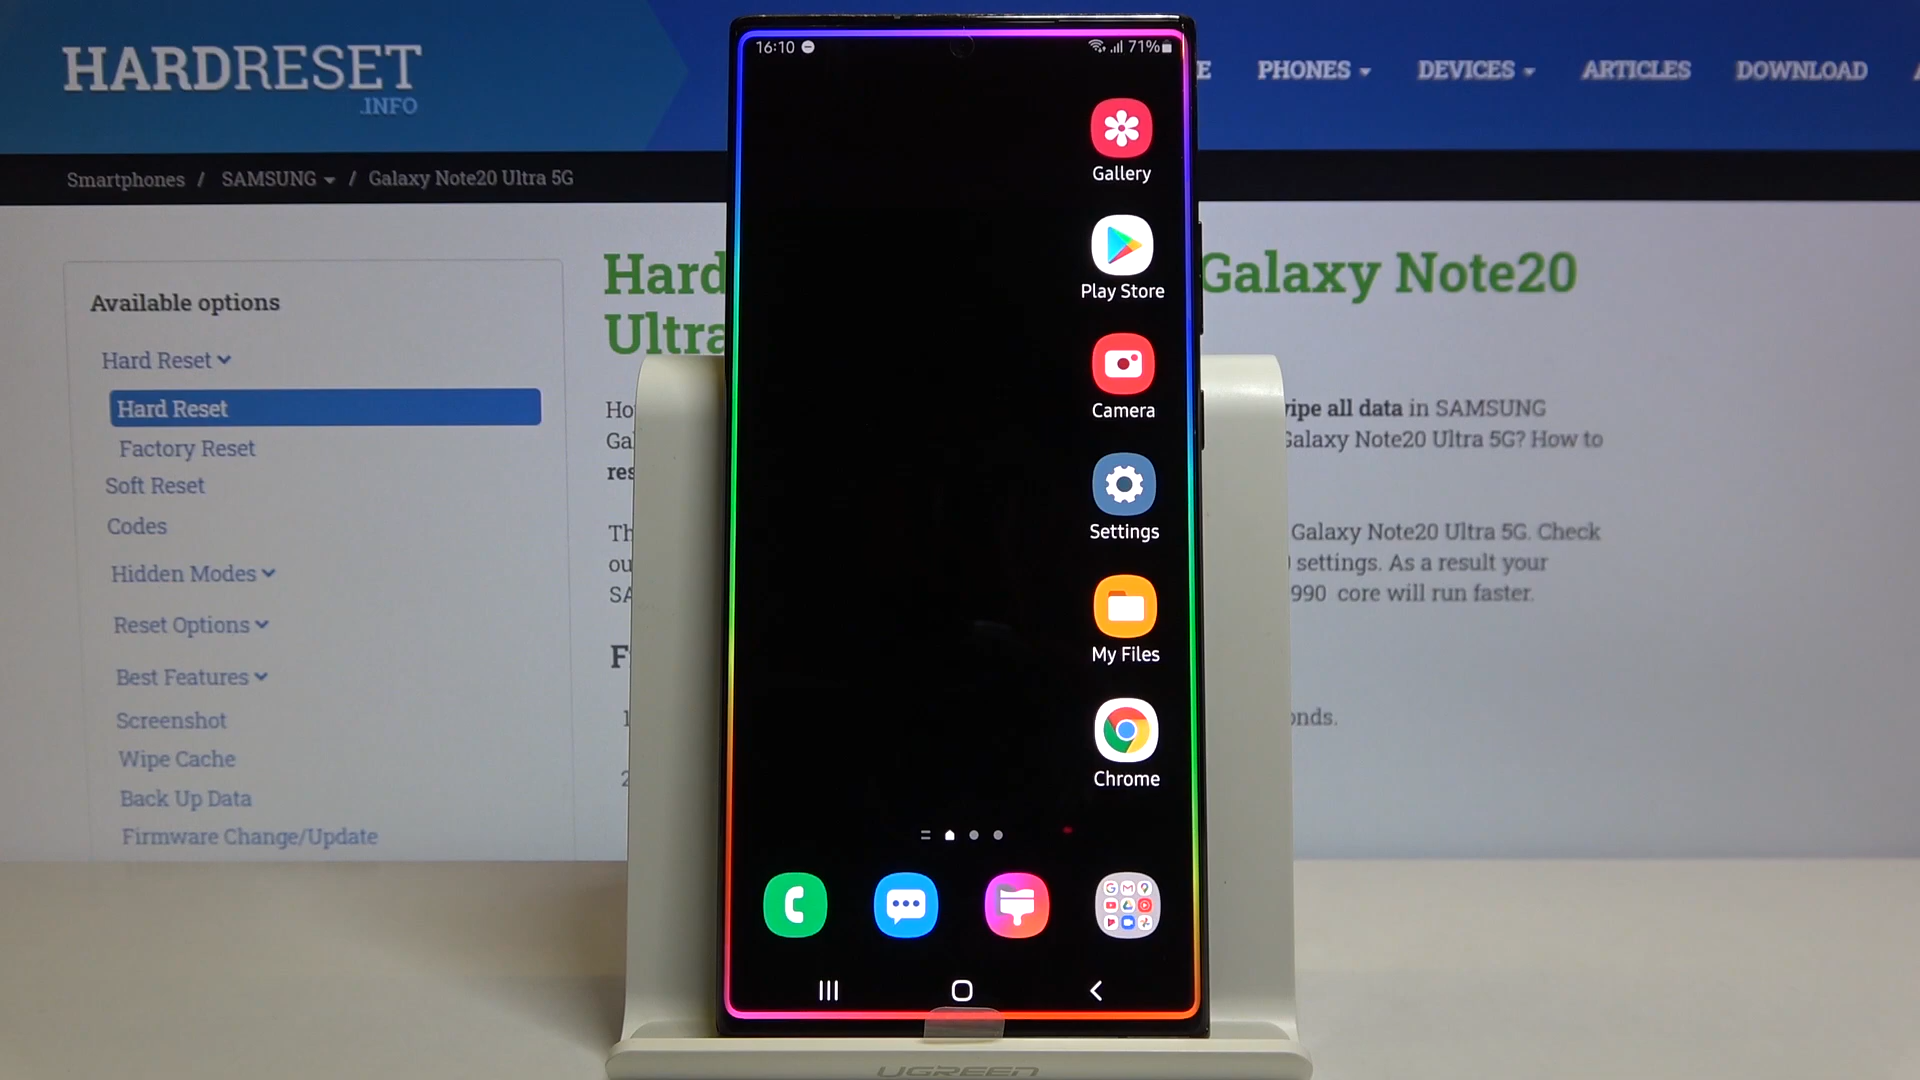 HARDRESET
.INFO
PHONES
DEVICES
ARTICLES
DOWNLOAD
Smartphones / SAMSUNG / Galaxy Note20 Ultra 5G
Available options
Hard Reset
Hard Reset
Factory Reset
Soft Reset
Codes
Hidden Modes
Reset Options
Best Features
Screenshot
Wipe Cache
Back Up Data
Firmware Change/Update
Hard Galaxy Note20
Ultra
all data in SAMSUNG
Galaxy Note20 Ultra 5G? How to
Galaxy Note20 Ultra 5G. Check
settings. As a result your
990 core will run faster.
16:10
71%
Gallery
Play Store
Camera
Settings
My Files
Chrome
UGREEN